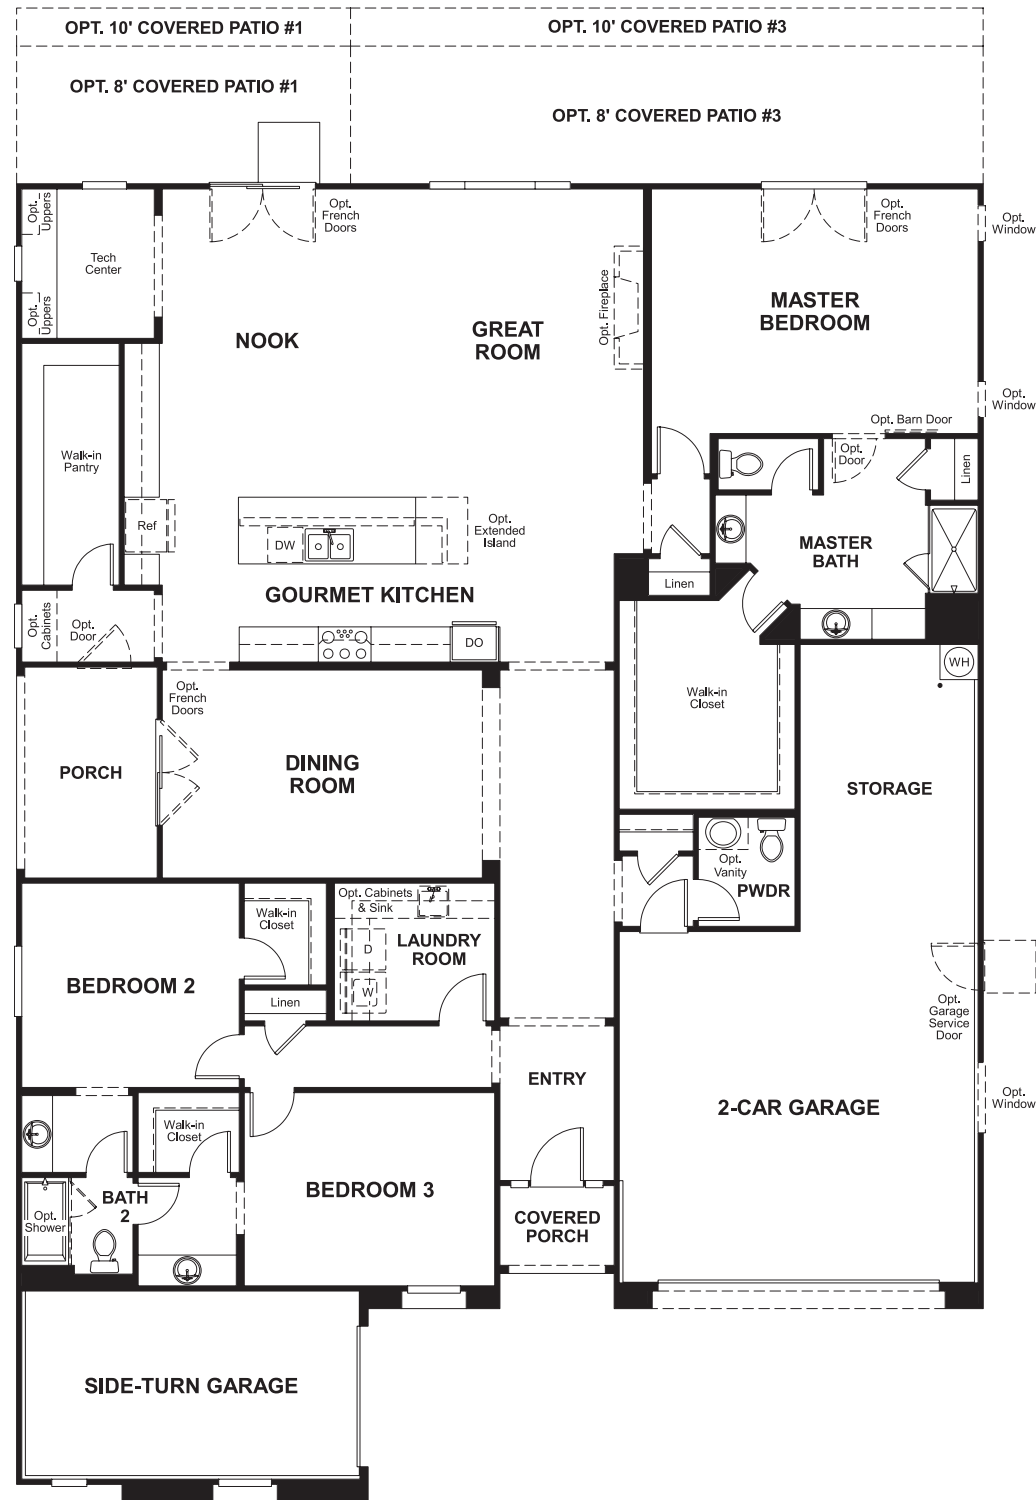 OPT. 10' COVERED PATIO #1
OPT. 10' COVERED PATIO #3
OPT. 8' COVERED PATIO #1
OPT. 8' COVERED PATIO #3
Opt.
Uppers
Opt.
French
Doors
Opt.
French
Doors
Opt.
Window
Tech
Center
Opt.
Uppers
Opt. Fireplace
NOOK
GREAT
ROOM
MASTER
BEDROOM
Opt.
Window
Opt. Barn Door
Walk-in
Pantry
Opt.
Door
Linen
Ref
DW
Opt.
Extended
Island
MASTER
BATH
Linen
GOURMET KITCHEN
Opt.
Cabinets
Opt.
Door
DO
WH
Opt.
French
Doors
Walk-in
Closet
PORCH
DINING
ROOM
STORAGE
Opt.
Vanity
PWDR
Opt. Cabinets
& Sink
Walk-in
Closet
D
LAUNDRY
ROOM
W
BEDROOM 2
Linen
Opt.
Garage
Service
Door
ENTRY
2-CAR GARAGE
Opt.
Window
Walk-in
Closet
BEDROOM 3
BATH
2
Opt.
Shower
COVERED
PORCH
SIDE-TURN GARAGE